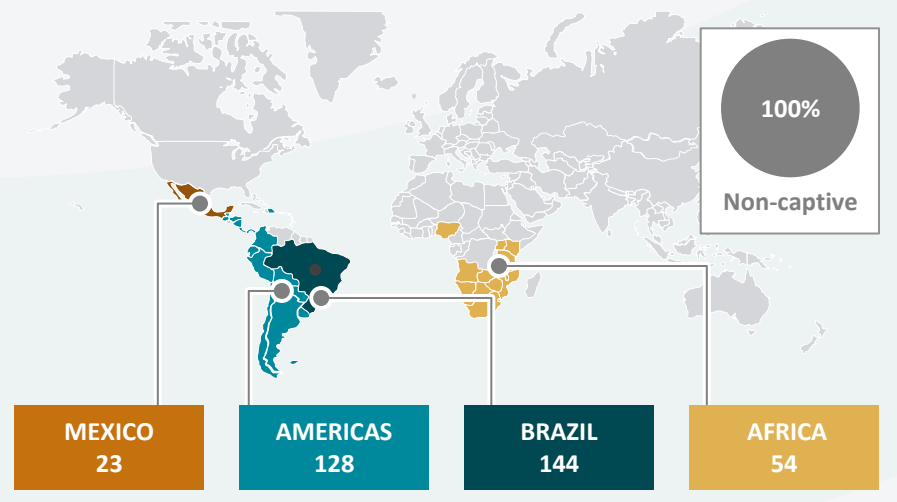 100%
Non-captive
MEXICO
23
AMERICAS
128
BRAZIL
144
AFRICA
54